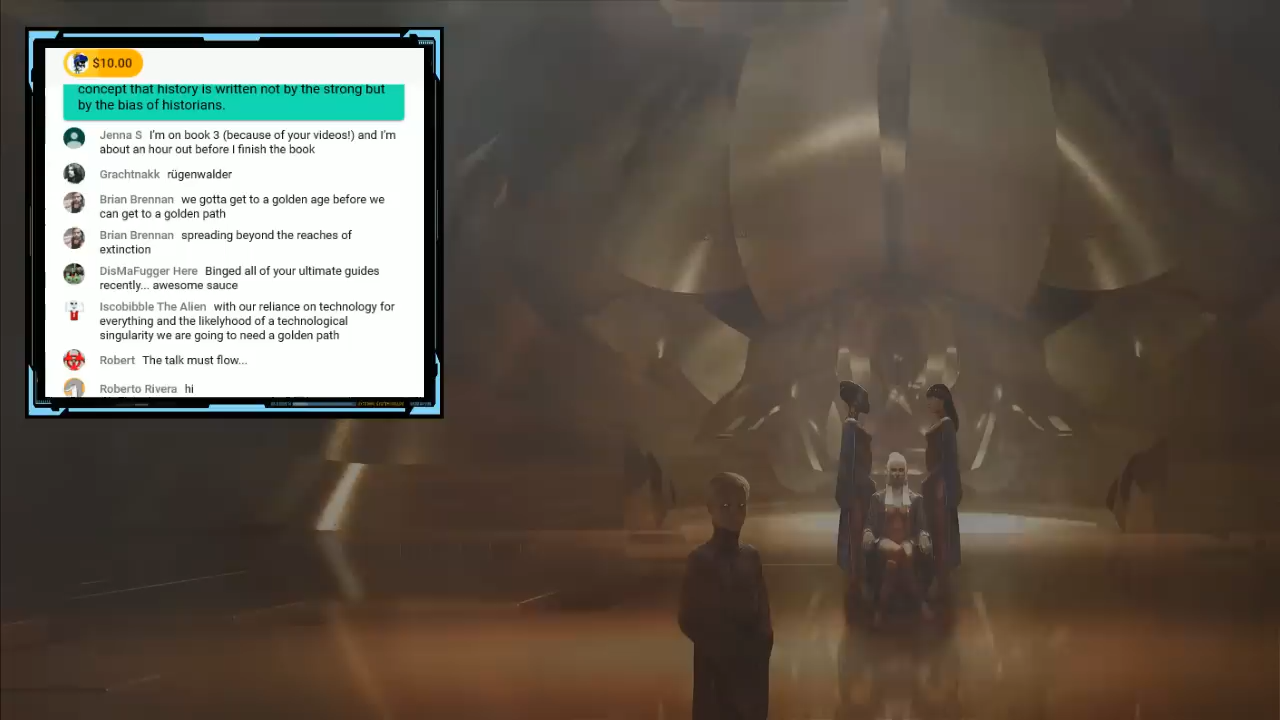 $10.00
concept that history is written not by the strong but
by the bias of historians.
Jenna S I'm on book 3 (because of your videos!) and I'm
about an hour out before I finish the book
Grachtnakk rügenwalder
Brian Brennan we gotta get to a golden age before we
can get to a golden path
Brian Brennan spreading beyond the reaches of
extinction
DisMaFugger Here Binged all of your ultimate guides
recently... awesome sauce
Iscobibble The Alien with our reliance on technology for
everything and the likelyhood of a technological
singularity we are going to need a golden path
Robert The talk must flow...
Roberto Rivera hi